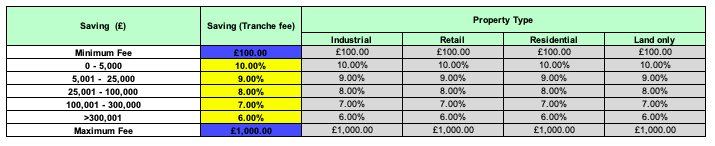 Saving (£) Saving (Tranche fee) Property Type
Industrial Retail Residential Land only
Minimum Fee £100.00 £100.00 £100.00 £100.00 £100.00
0 - 5,000 10.00% 10.00% 10.00% 10.00% 10.00%
5,001 - 25,000 9.00% 9.00% 9.00% 9.00% 9.00%
25,001 - 100,000 8.00% 8.00% 8.00% 8.00% 8.00%
100,001 - 300,000 7.00% 7.00% 7.00% 7.00% 7.00%
>300,001 6.00% 6.00% 6.00% 6.00% 6.00%
Maximum Fee £1,000.00 £1,000.00 £1,000.00 £1,000.00 £1,000.00